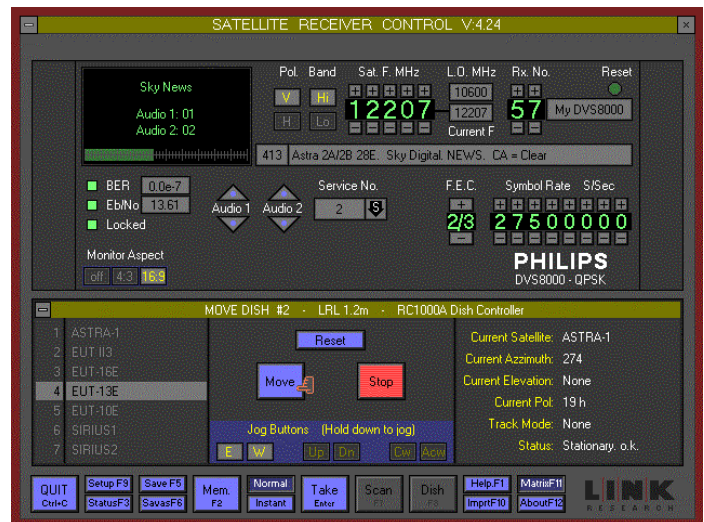 SATELLITE RECEIVER CONTROL V:4.24
Pol. Band Sat. F. MHz L.O. MHz Rx. No. Reset
Sky News
Audio 1: 01
Audio 2: 02
V Hi 12207 10600 57 My DVS8000
H Lo 12207
Current F
413 Astra 2A/2B 28E. Sky Digital. NEWS. CA = Clear
BER 0.0e-7
Eb/No 13.61
Locked
Audio 1 Audio 2
Service No.
2 S
F.E.C. Symbol Rate S/Sec
2/3 27500000
Monitor Aspect
off 4:3 16:9
PHILIPS
DVS8000 - QPSK
MOVE DISH #2 - LRL 1.2m - RC1000A Dish Controller
1 ASTRA-1
2 EUT II3
3 EUT-16E
4 EUT-13E
5 EUT-10E
6 SIRIUS1
7 SIRIUS2
Reset
Move Stop
Jog Buttons (Hold down to jog)
E W Up Dn Cw Acw
Current Satellite: ASTRA-1
Current Azzimuth: 274
Current Elevation: None
Current Pol: 19 h
Track Mode: None
Status: Stationary. o.k.
QUIT
Ctrl+C
Setup F9 Save F5
StatusF3 SavasF6
Mem.
F2
Normal
Instant
Take
Enter
Scan
F7
Dish
F8
Help.F1 MatrixF11
ImprtF10 AboutF12
LINK
RESEARCH